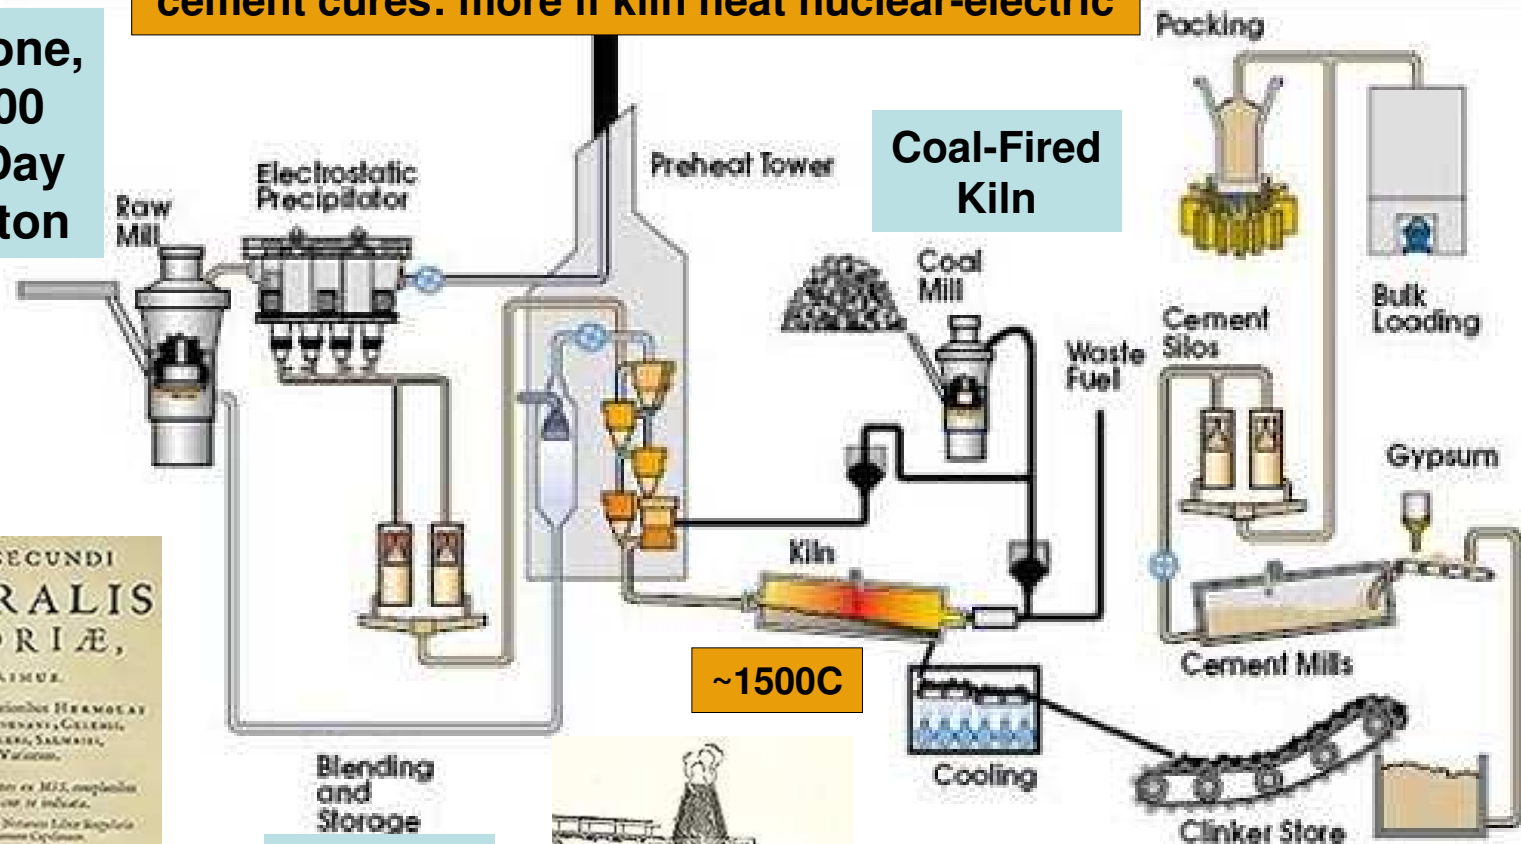 cement cures: more if kiln heat nuclear-electric
one,
00
Day
ton
Packing
Coal-Fired
Kiln
Preheat Tower
Electrostatic
Precipitator
Raw
Mill
Coal
Mill
Bulk
Loading
Cement
Silos
Waste
Fuel
Gypsum
Kiln
~1500C
Cement Mills
Cooling
Clinker Store
Blending
and
Storage
SECUNDI
RALIS
RIÆ,